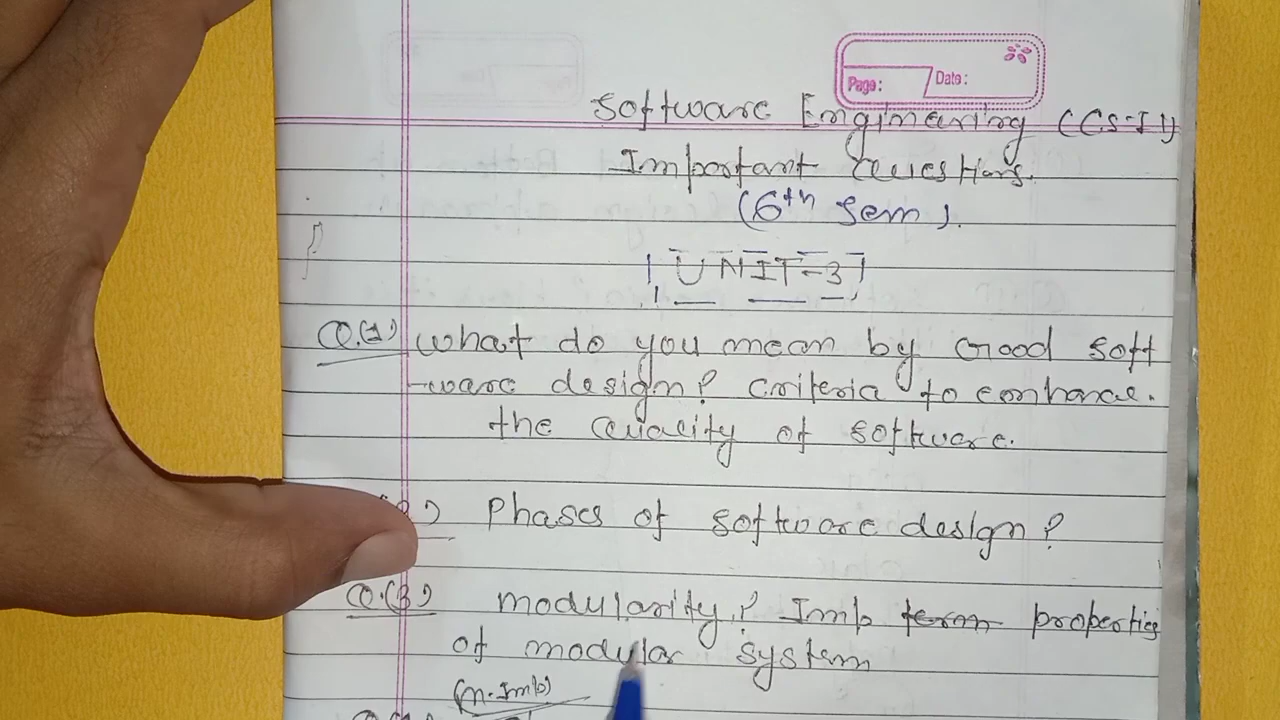 Page: Date:
Software Engineering (CS-II)
Important Questions.
(6th Sem).
UNIT-3
Q.(1) What do you mean by Good Soft
-ware design? Criteria to enhance.
the Quality of software.
) Phases of software design?
Q.(3) modularity? Imp term properties
of modular system
(m.Imp)